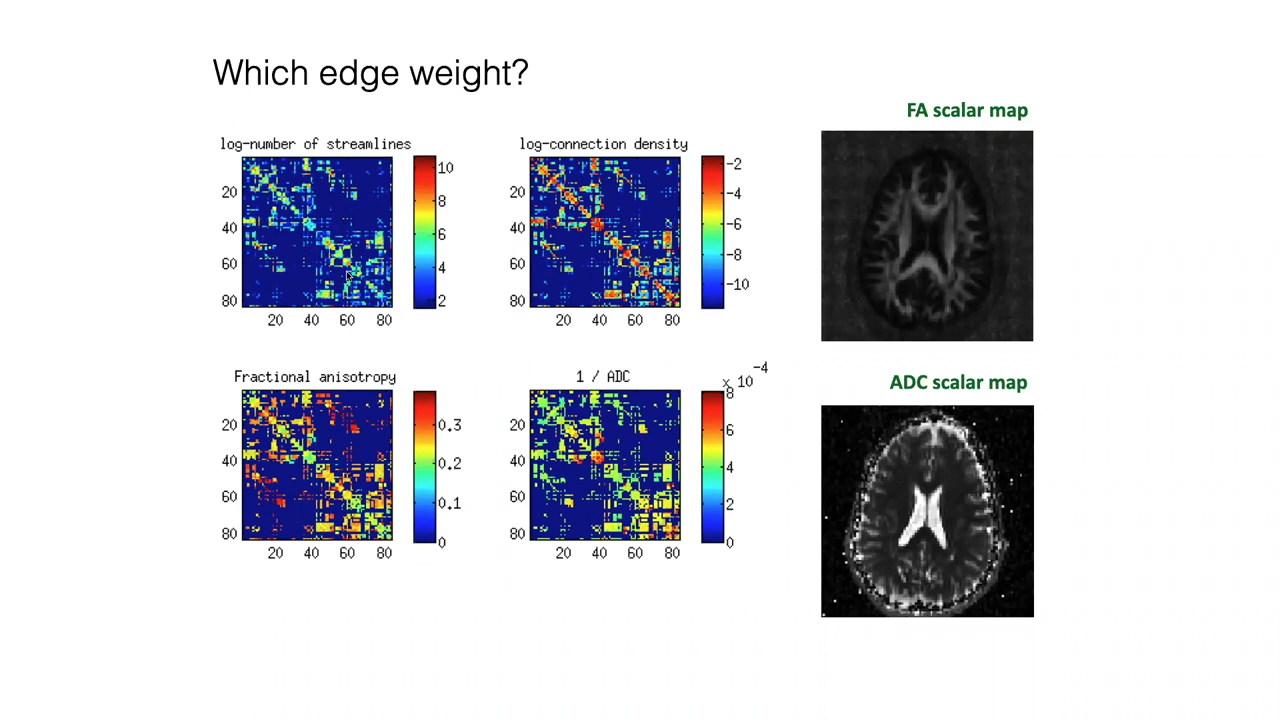 Which edge weight?
FA scalar map
log-number of streamlines
20
40
60
80
20 40 60 80
10
8
6
4
2
log-connection density
20
40
60
80
20 40 60 80
-2
-4
-6
-8
-10
ADC scalar map
Fractional anisotropy
20
40
60
80
20 40 60 80
0.3
0.2
0.1
0
1 / ADC
x 10-4
20
40
60
80
20 40 60 80
8
6
4
2
0